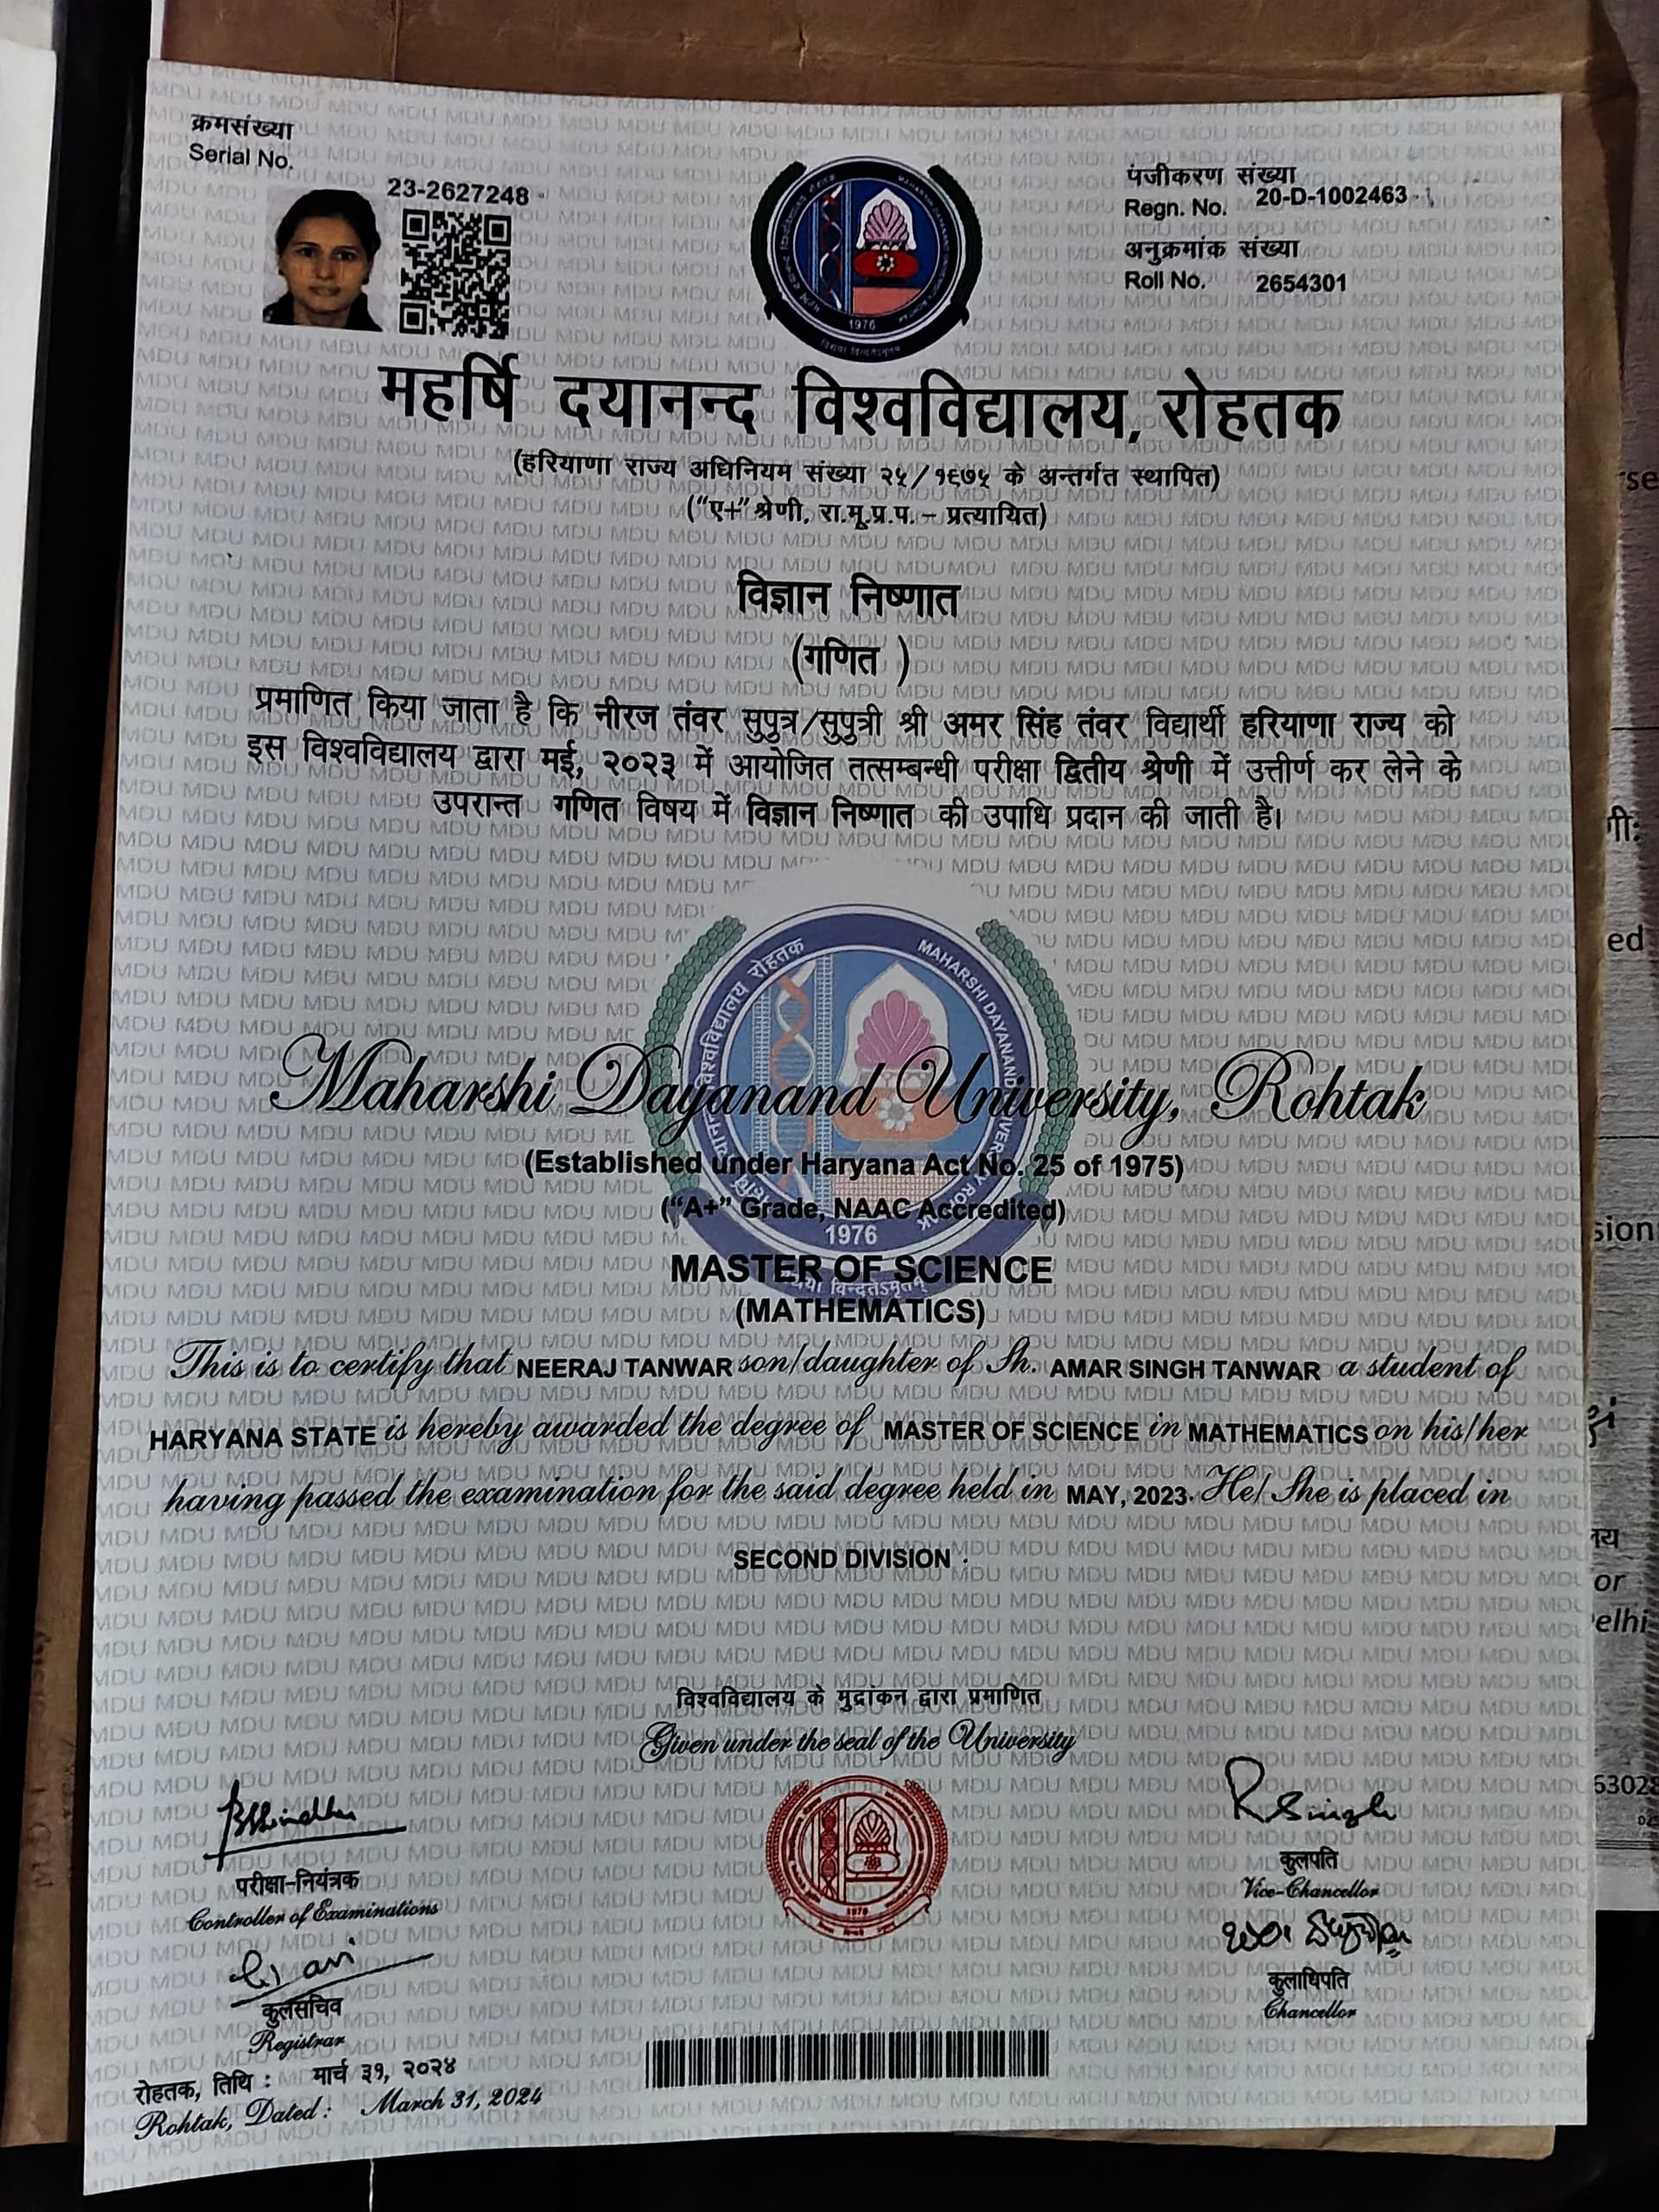 क्रमसंख्या
Serial No.
23-2627248
पंजीकरण संख्या
Regn. No. 20-D-1002463
अनुक्रमांक संख्या
Roll No. 2654301
1976
महर्षि दयानन्द विश्वविद्यालय, रोहतक
(हरियाणा राज्य अधिनियम संख्या २५/१९७५ के अन्तर्गत स्थापित)
("ए+" श्रेणी, रा.मू.प्र.प. – प्रत्यायित)
विज्ञान निष्णात
(गणित )
प्रमाणित किया जाता है कि नीरज तंवर सुपुत्र/सुपुत्री श्री अमर सिंह तंवर विद्यार्थी हरियाणा राज्य को
इस विश्वविद्यालय द्वारा मई, २०२३ में आयोजित तत्सम्बन्धी परीक्षा द्वितीय श्रेणी में उत्तीर्ण कर लेने के
उपरान्त गणित विषय में विज्ञान निष्णात की उपाधि प्रदान की जाती है।
Maharshi Dayanand University, Rohtak
(Established under Haryana Act No. 25 of 1975)
("A+" Grade, NAAC Accredited)
1976
MASTER OF SCIENCE
(MATHEMATICS)
This is to certify that NEERAJ TANWAR son/daughter of Sh. AMAR SINGH TANWAR a student of
HARYANA STATE is hereby awarded the degree of MASTER OF SCIENCE in MATHEMATICS on his/her
having passed the examination for the said degree held in MAY, 2023. He/ She is placed in
SECOND DIVISION .
विश्वविद्यालय के मुद्रांकन द्वारा प्रमाणित
Given under the seal of the University
परीक्षा-नियंत्रक
Controller of Examinations
R Singh
कुलपति
Vice-Chancellor
कुलसचिव
Registrar
कुलाधिपति
Chancellor
रोहतक, तिथि : मार्च ३१, २०२४
Rohtak, Dated : March 31, 2024